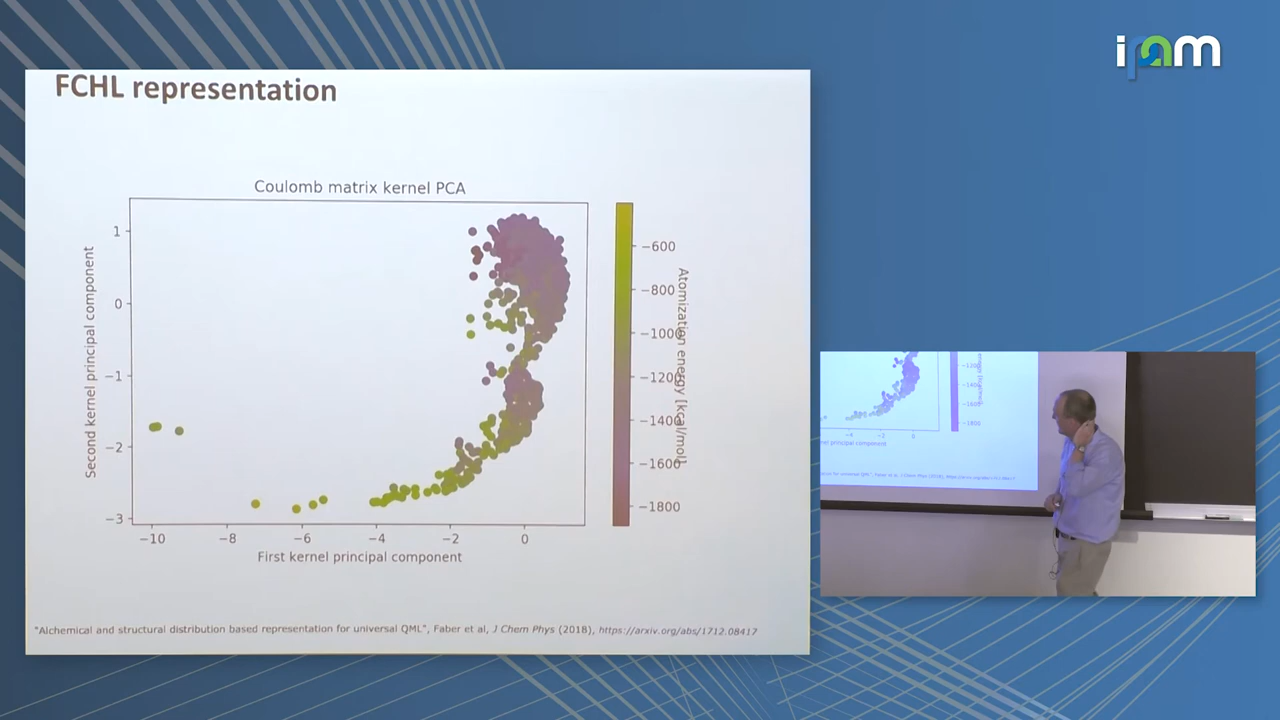 ipam
FCHL representation
Coulomb matrix kernel PCA
Second kernel principal component
1
0
−1
−2
−3
−10
−8
−6
−4
−2
0
First kernel principal component
−600
−800
−1000
−1200
−1400
−1600
−1800
Atomization energy [kcal/mol]
"Alchemical and structural distribution based representation for universal QML", Faber et al, J Chem Phys (2018), https://arxiv.org/abs/1712.08417